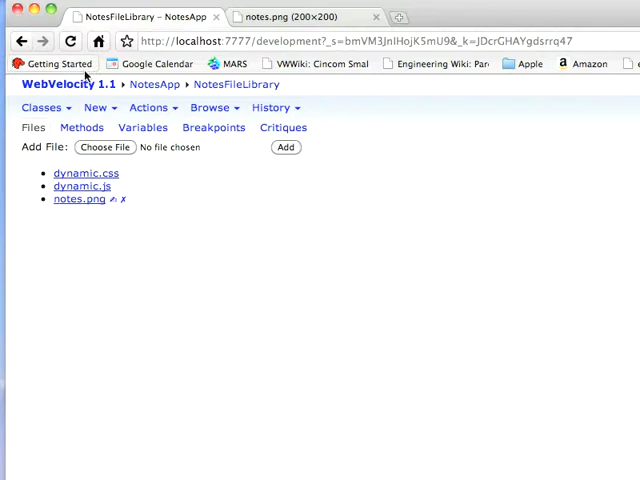 NotesFileLibrary – NotesApp
notes.png (200×200)
http://localhost:7777/development?_s=bmVM3JnlHojK5mU9&_k=JDcrGHAYgdsrrq47
Getting Started Google Calendar MARS VWWiki: Cincom Smal Engineering Wiki: Par Apple Amazon e
WebVelocity 1.1 NotesApp NotesFileLibrary
Classes New Actions Browse History
Files Methods Variables Breakpoints Critiques
Add File: Choose File No file chosen Add
dynamic.css
dynamic.js
notes.png